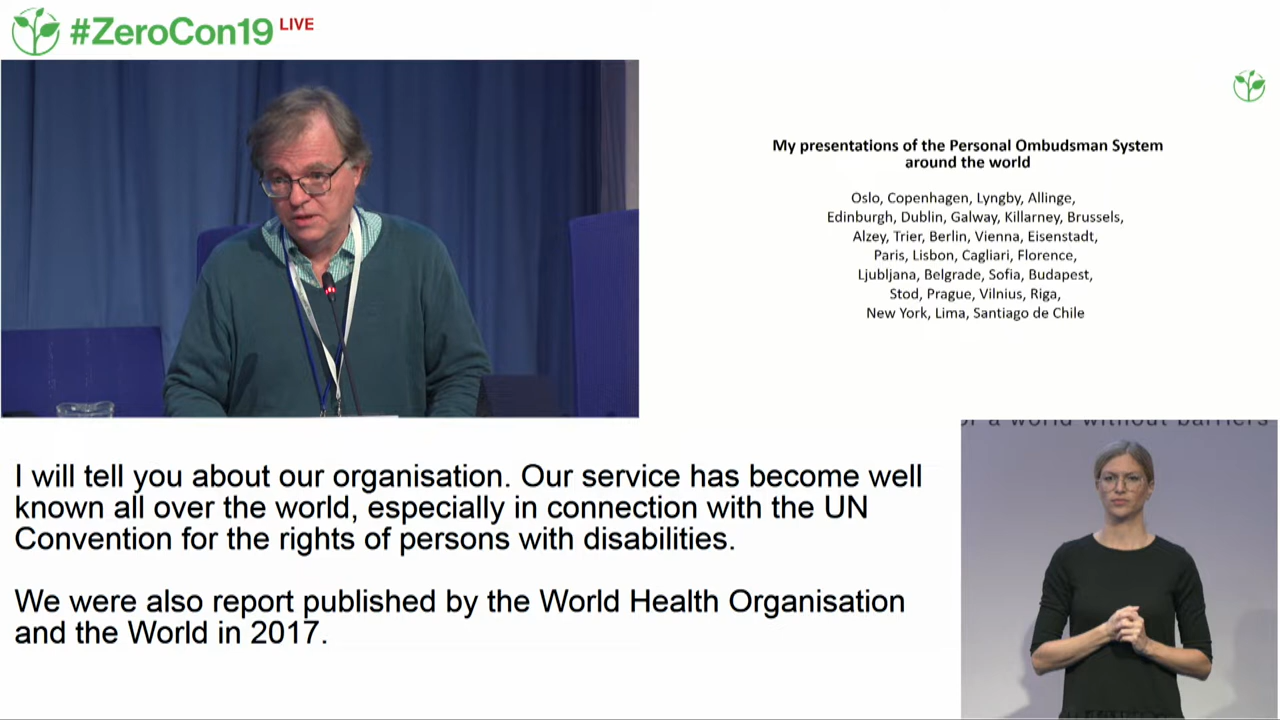 #ZeroCon19 LIVE
My presentations of the Personal Ombudsman System
around the world
Oslo, Copenhagen, Lyngby, Allinge,
Edinburgh, Dublin, Galway, Killarney, Brussels,
Alzey, Trier, Berlin, Vienna, Eisenstadt,
Paris, Lisbon, Cagliari, Florence,
Ljubljana, Belgrade, Sofia, Budapest,
Stod, Prague, Vilnius, Riga,
New York, Lima, Santiago de Chile
I will tell you about our organisation. Our service has become well
known all over the world, especially in connection with the UN
Convention for the rights of persons with disabilities.
We were also report published by the World Health Organisation
and the World in 2017.
or a world without barriers